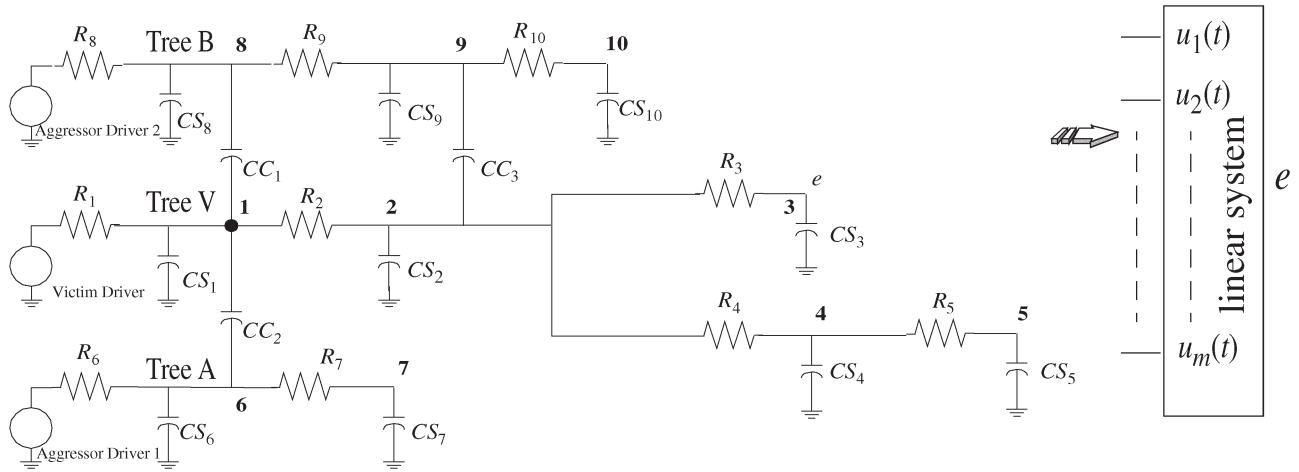 R8
Tree B
8
R9
9
R10
10
CS8
CS9
CS10
Aggressor Driver 2
CC1
CC3
R1
Tree V
1
R2
2
R3
e
3
CS3
CS1
CS2
Victim Driver
CC2
R4
4
R5
5
R6
Tree A
R7
7
6
CS4
CS5
CS6
CS7
Aggressor Driver 1
u1(t)
u2(t)
um(t)
linear system
e